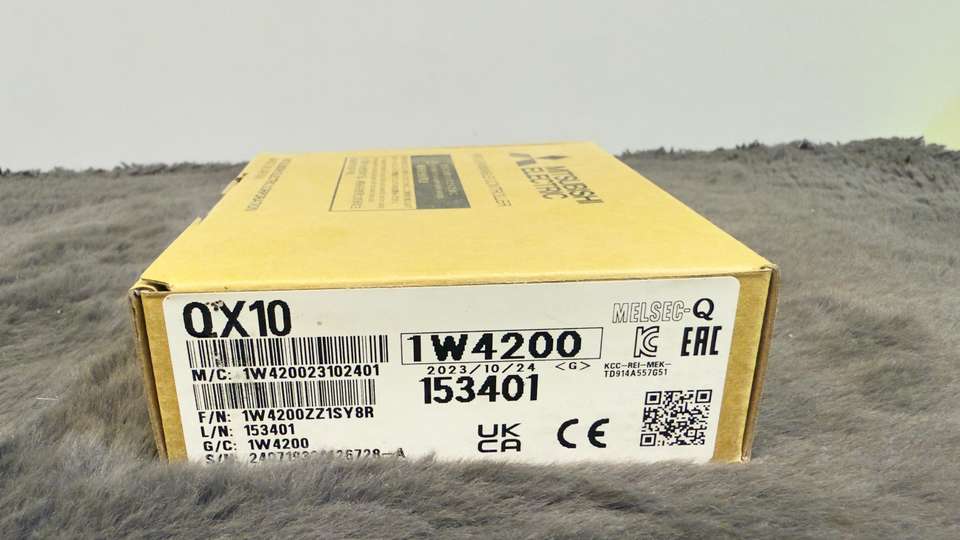 MITSUBISHI
ELECTRIC
QX10
MELSEC-Q
1W4200
2023/10/24 <G>
153401
KCC-REI-MEK-
TD914A557G51
EAC
M/C: 1W420023102401
F/N: 1W4200ZZ1SY8R
L/N: 153401
G/C: 1W4200
S/N:
UK
CA
CE